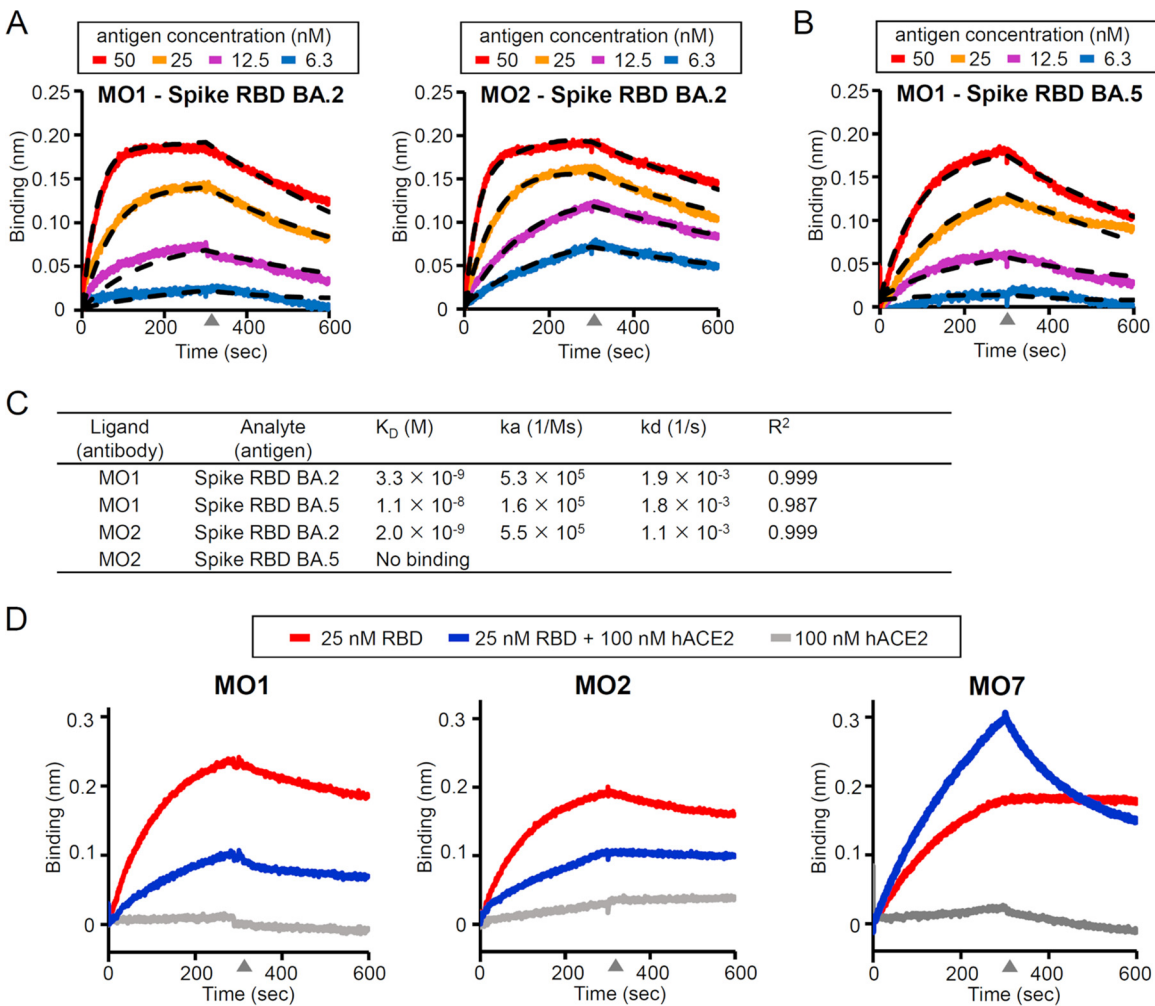 A
antigen concentration (nM)
50 25 12.5 6.3
MO1 - Spike RBD BA.2
0.25
0.20
0.15
0.10
0.05
0
Binding (nm)
0 200 400 600
Time (sec)
antigen concentration (nM)
50 25 12.5 6.3
MO2 - Spike RBD BA.2
0.25
0.20
0.15
0.10
0.05
0
Binding (nm)
0 200 400 600
Time (sec)
B
antigen concentration (nM)
50 25 12.5 6.3
MO1 - Spike RBD BA.5
0.25
0.20
0.15
0.10
0.05
0
Binding (nm)
0 200 400 600
Time (sec)
C
Ligand (antibody) Analyte (antigen) K_D (M) ka (1/Ms) kd (1/s) R²
MO1 Spike RBD BA.2 3.3 × 10⁻⁹ 5.3 × 10⁵ 1.9 × 10⁻³ 0.999
MO1 Spike RBD BA.5 1.1 × 10⁻⁸ 1.6 × 10⁵ 1.8 × 10⁻³ 0.987
MO2 Spike RBD BA.2 2.0 × 10⁻⁹ 5.5 × 10⁵ 1.1 × 10⁻³ 0.999
MO2 Spike RBD BA.5 No binding
D
25 nM RBD 25 nM RBD + 100 nM hACE2 100 nM hACE2
MO1
0.3
0.2
0.1
0
Binding (nm)
0 200 400 600
Time (sec)
MO2
0.3
0.2
0.1
0
Binding (nm)
0 200 400 600
Time (sec)
MO7
0.3
0.2
0.1
0
Binding (nm)
0 200 400 600
Time (sec)